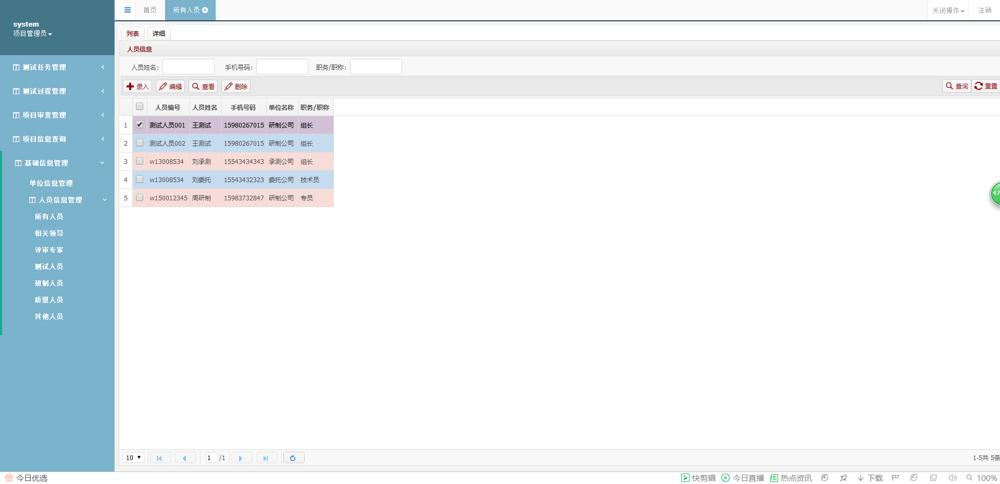 system
项目管理员
首页
所有人员
关闭操作
注销
测试任务管理
测试过程管理
项目审查管理
项目信息查询
基础信息管理
单位信息管理
人员信息管理
所有人员
相关领导
评审专家
测试人员
研制人员
质量人员
其他人员
列表 详细
人员信息
人员姓名: 手机号码: 职务/职称:
录入 编辑 查看 删除 查询 重置
人员编号 人员姓名 手机号码 单位名称 职务/职称
1 测试人员001 王测试 15980267015 研制公司 组长
2 测试人员002 王测试 15980267015 研制公司 组长
3 w13008534 刘承测 15543434343 承测公司 组长
4 w13008534 刘委托 15543432323 委托公司 技术员
5 w150012345 周研制 15983732847 研制公司 专员
47
10 1 /1 1-5共 5条
今日优选 快剪辑 今日直播 热点资讯 下载 100%